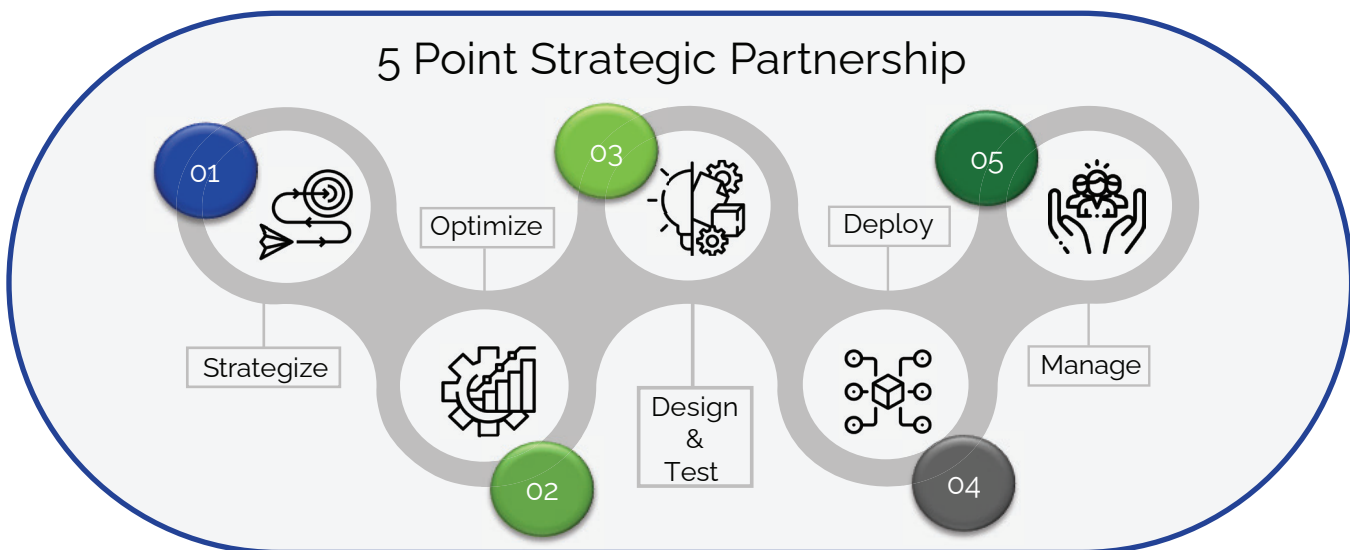 5 Point Strategic Partnership
01
Strategize
02
Optimize
03
Design
&
Test
04
Deploy
05
Manage